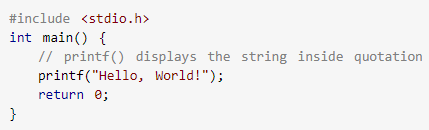 #include <stdio.h>
int main() {
    // printf() displays the string inside quotation
    printf("Hello, World!");
    return 0;
}